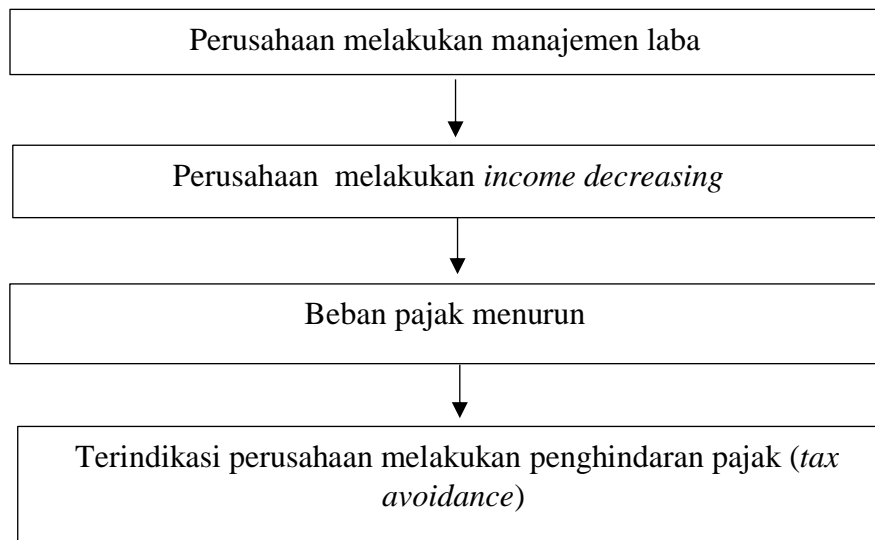 Perusahaan melakukan manajemen laba
Perusahaan melakukan income decreasing
Beban pajak menurun
Terindikasi perusahaan melakukan penghindaran pajak (tax
avoidance)